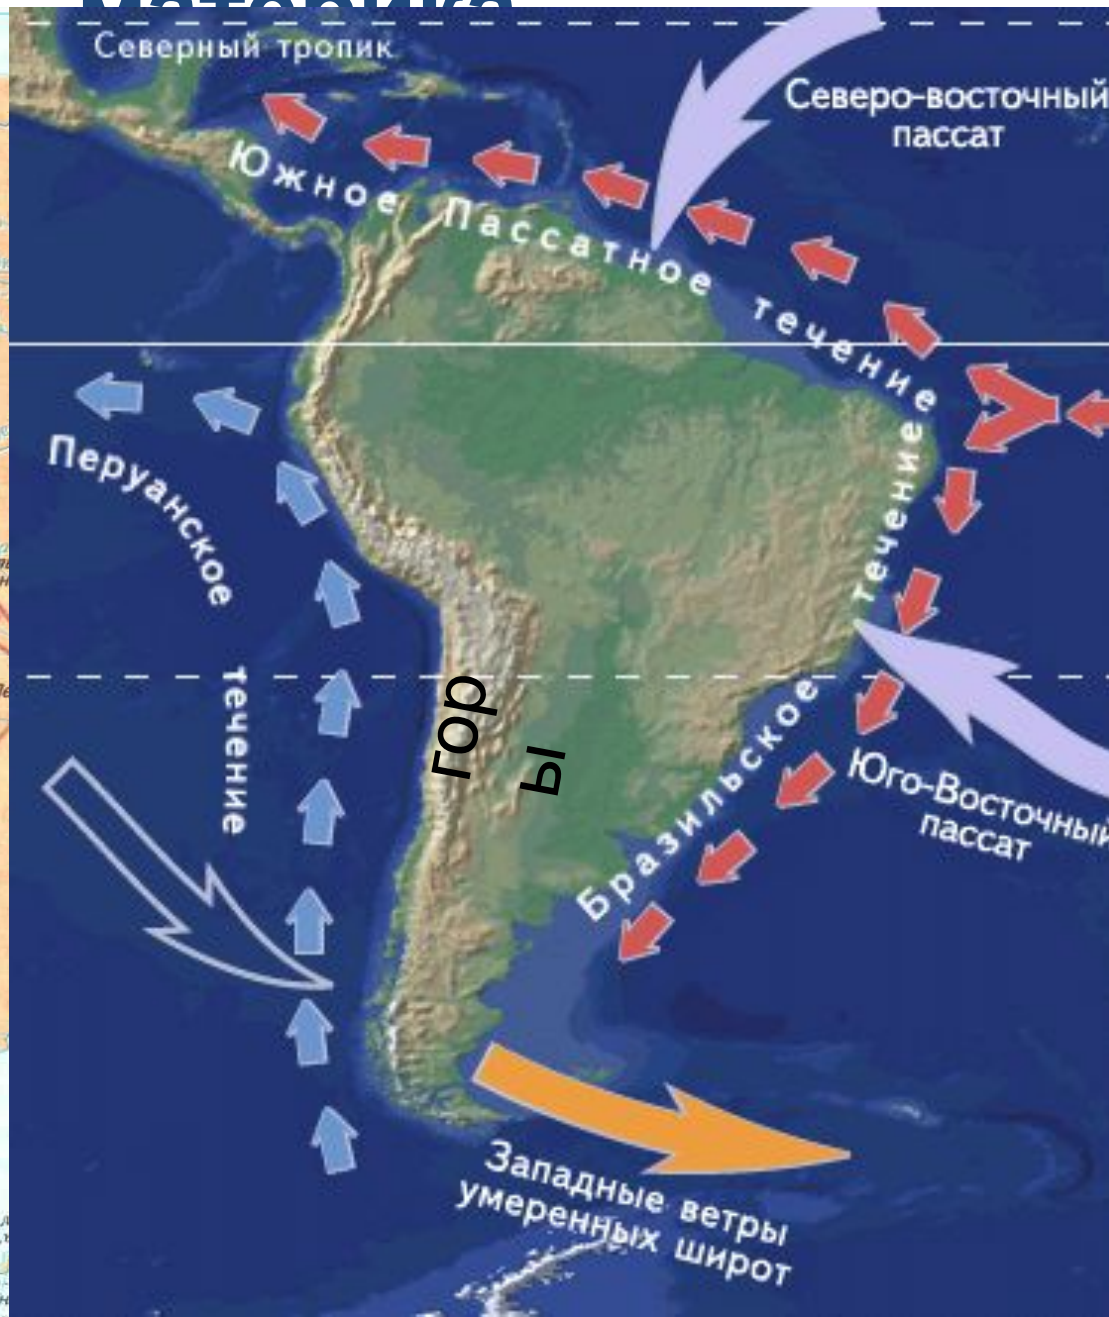 материка
Северный тропик
Северо-восточный
пассат
Южное Пассатное течение
Перуанское течение
Бразильское течение
гор
ы
Юго-Восточный
пассат
Западные ветры
умеренных широт